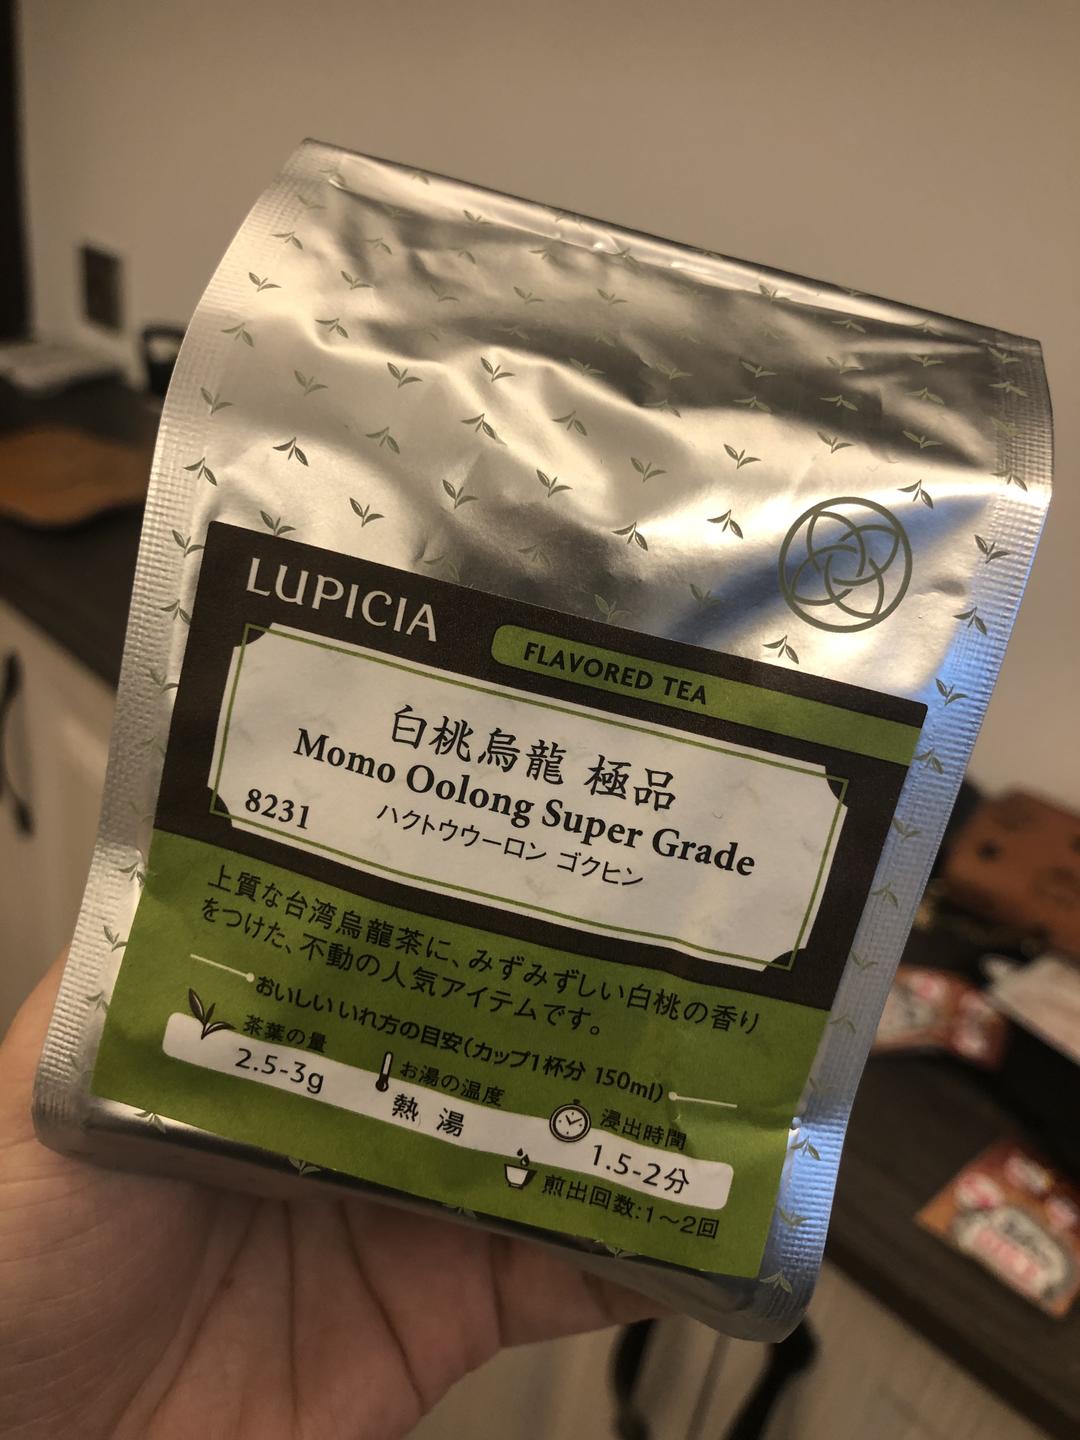 LUPICIA
FLAVORED TEA
白桃烏龍 極品
Momo Oolong Super Grade
8231
ハクトウウーロン ゴクヒン
上質な台湾烏龍茶に、みずみずしい白桃の香り
をつけた、不動の人気アイテムです。
おいしいいれ方の目安(カップ1杯分 150ml)
茶葉の量
2.5-3g
お湯の温度
熱湯
浸出時間
1.5-2分
煎出回数:1〜2回